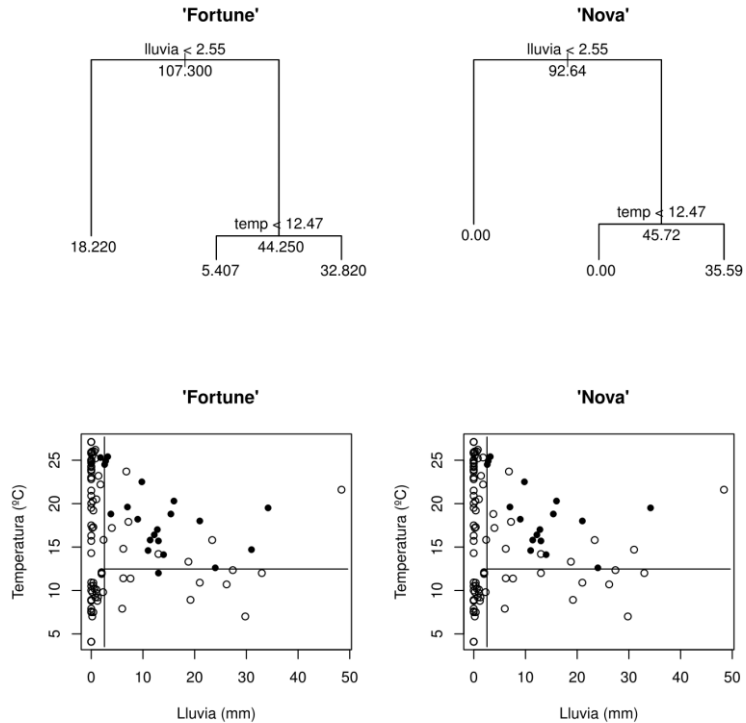 'Fortune'
lluvia < 2.55
107.300
18.220
temp < 12.47
44.250
5.407
32.820
'Nova'
lluvia < 2.55
92.64
0.00
temp < 12.47
45.72
0.00
35.59
'Fortune'
Temperatura (ºC)
25
20
15
10
5
0 10 20 30 40 50
Lluvia (mm)
'Nova'
Temperatura (ºC)
25
20
15
10
5
0 10 20 30 40 50
Lluvia (mm)